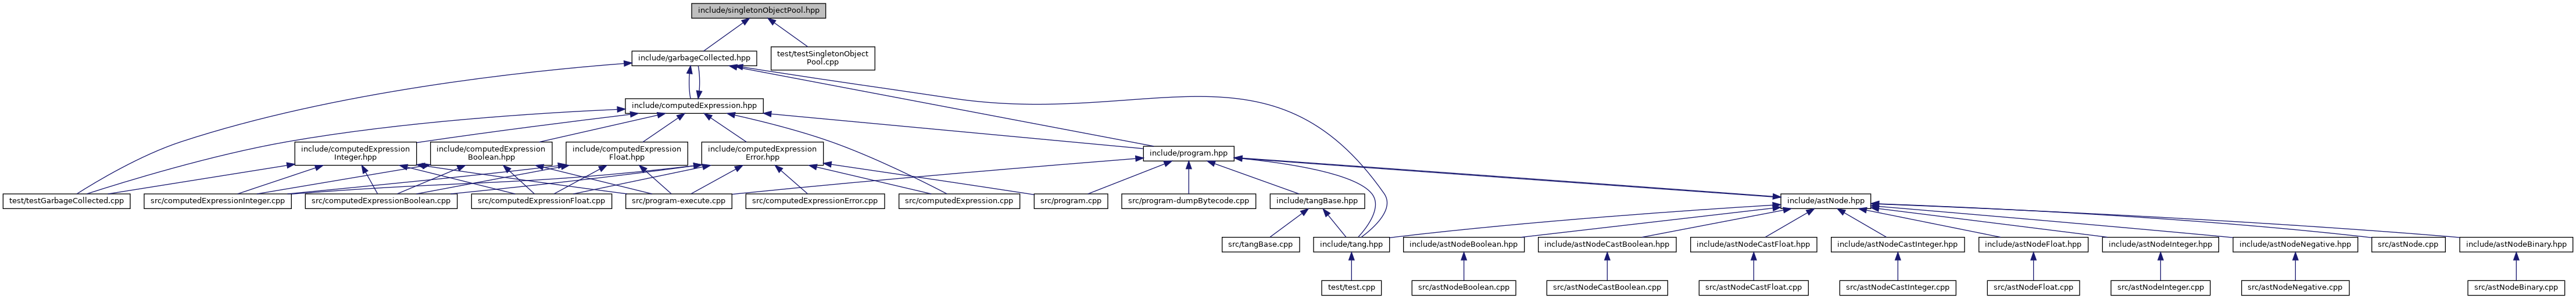 include/singletonObjectPool.hpp
include/garbageCollected.hpp
test/testSingletonObject
Pool.cpp
include/computedExpression.hpp
include/computedExpression
Integer.hpp
include/computedExpression
Boolean.hpp
include/computedExpression
Float.hpp
include/computedExpression
Error.hpp
include/program.hpp
test/testGarbageCollected.cpp
src/computedExpressionInteger.cpp
src/computedExpressionBoolean.cpp
src/computedExpressionFloat.cpp
src/program-execute.cpp
src/computedExpressionError.cpp
src/computedExpression.cpp
src/program.cpp
src/program-dumpBytecode.cpp
include/tangBase.hpp
include/astNode.hpp
src/tangBase.cpp
include/tang.hpp
include/astNodeBoolean.hpp
include/astNodeCastBoolean.hpp
include/astNodeCastFloat.hpp
include/astNodeCastInteger.hpp
include/astNodeFloat.hpp
include/astNodeInteger.hpp
include/astNodeNegative.hpp
src/astNode.cpp
include/astNodeBinary.hpp
test/test.cpp
src/astNodeBoolean.cpp
src/astNodeCastBoolean.cpp
src/astNodeCastFloat.cpp
src/astNodeCastInteger.cpp
src/astNodeFloat.cpp
src/astNodeInteger.cpp
src/astNodeNegative.cpp
src/astNodeBinary.cpp